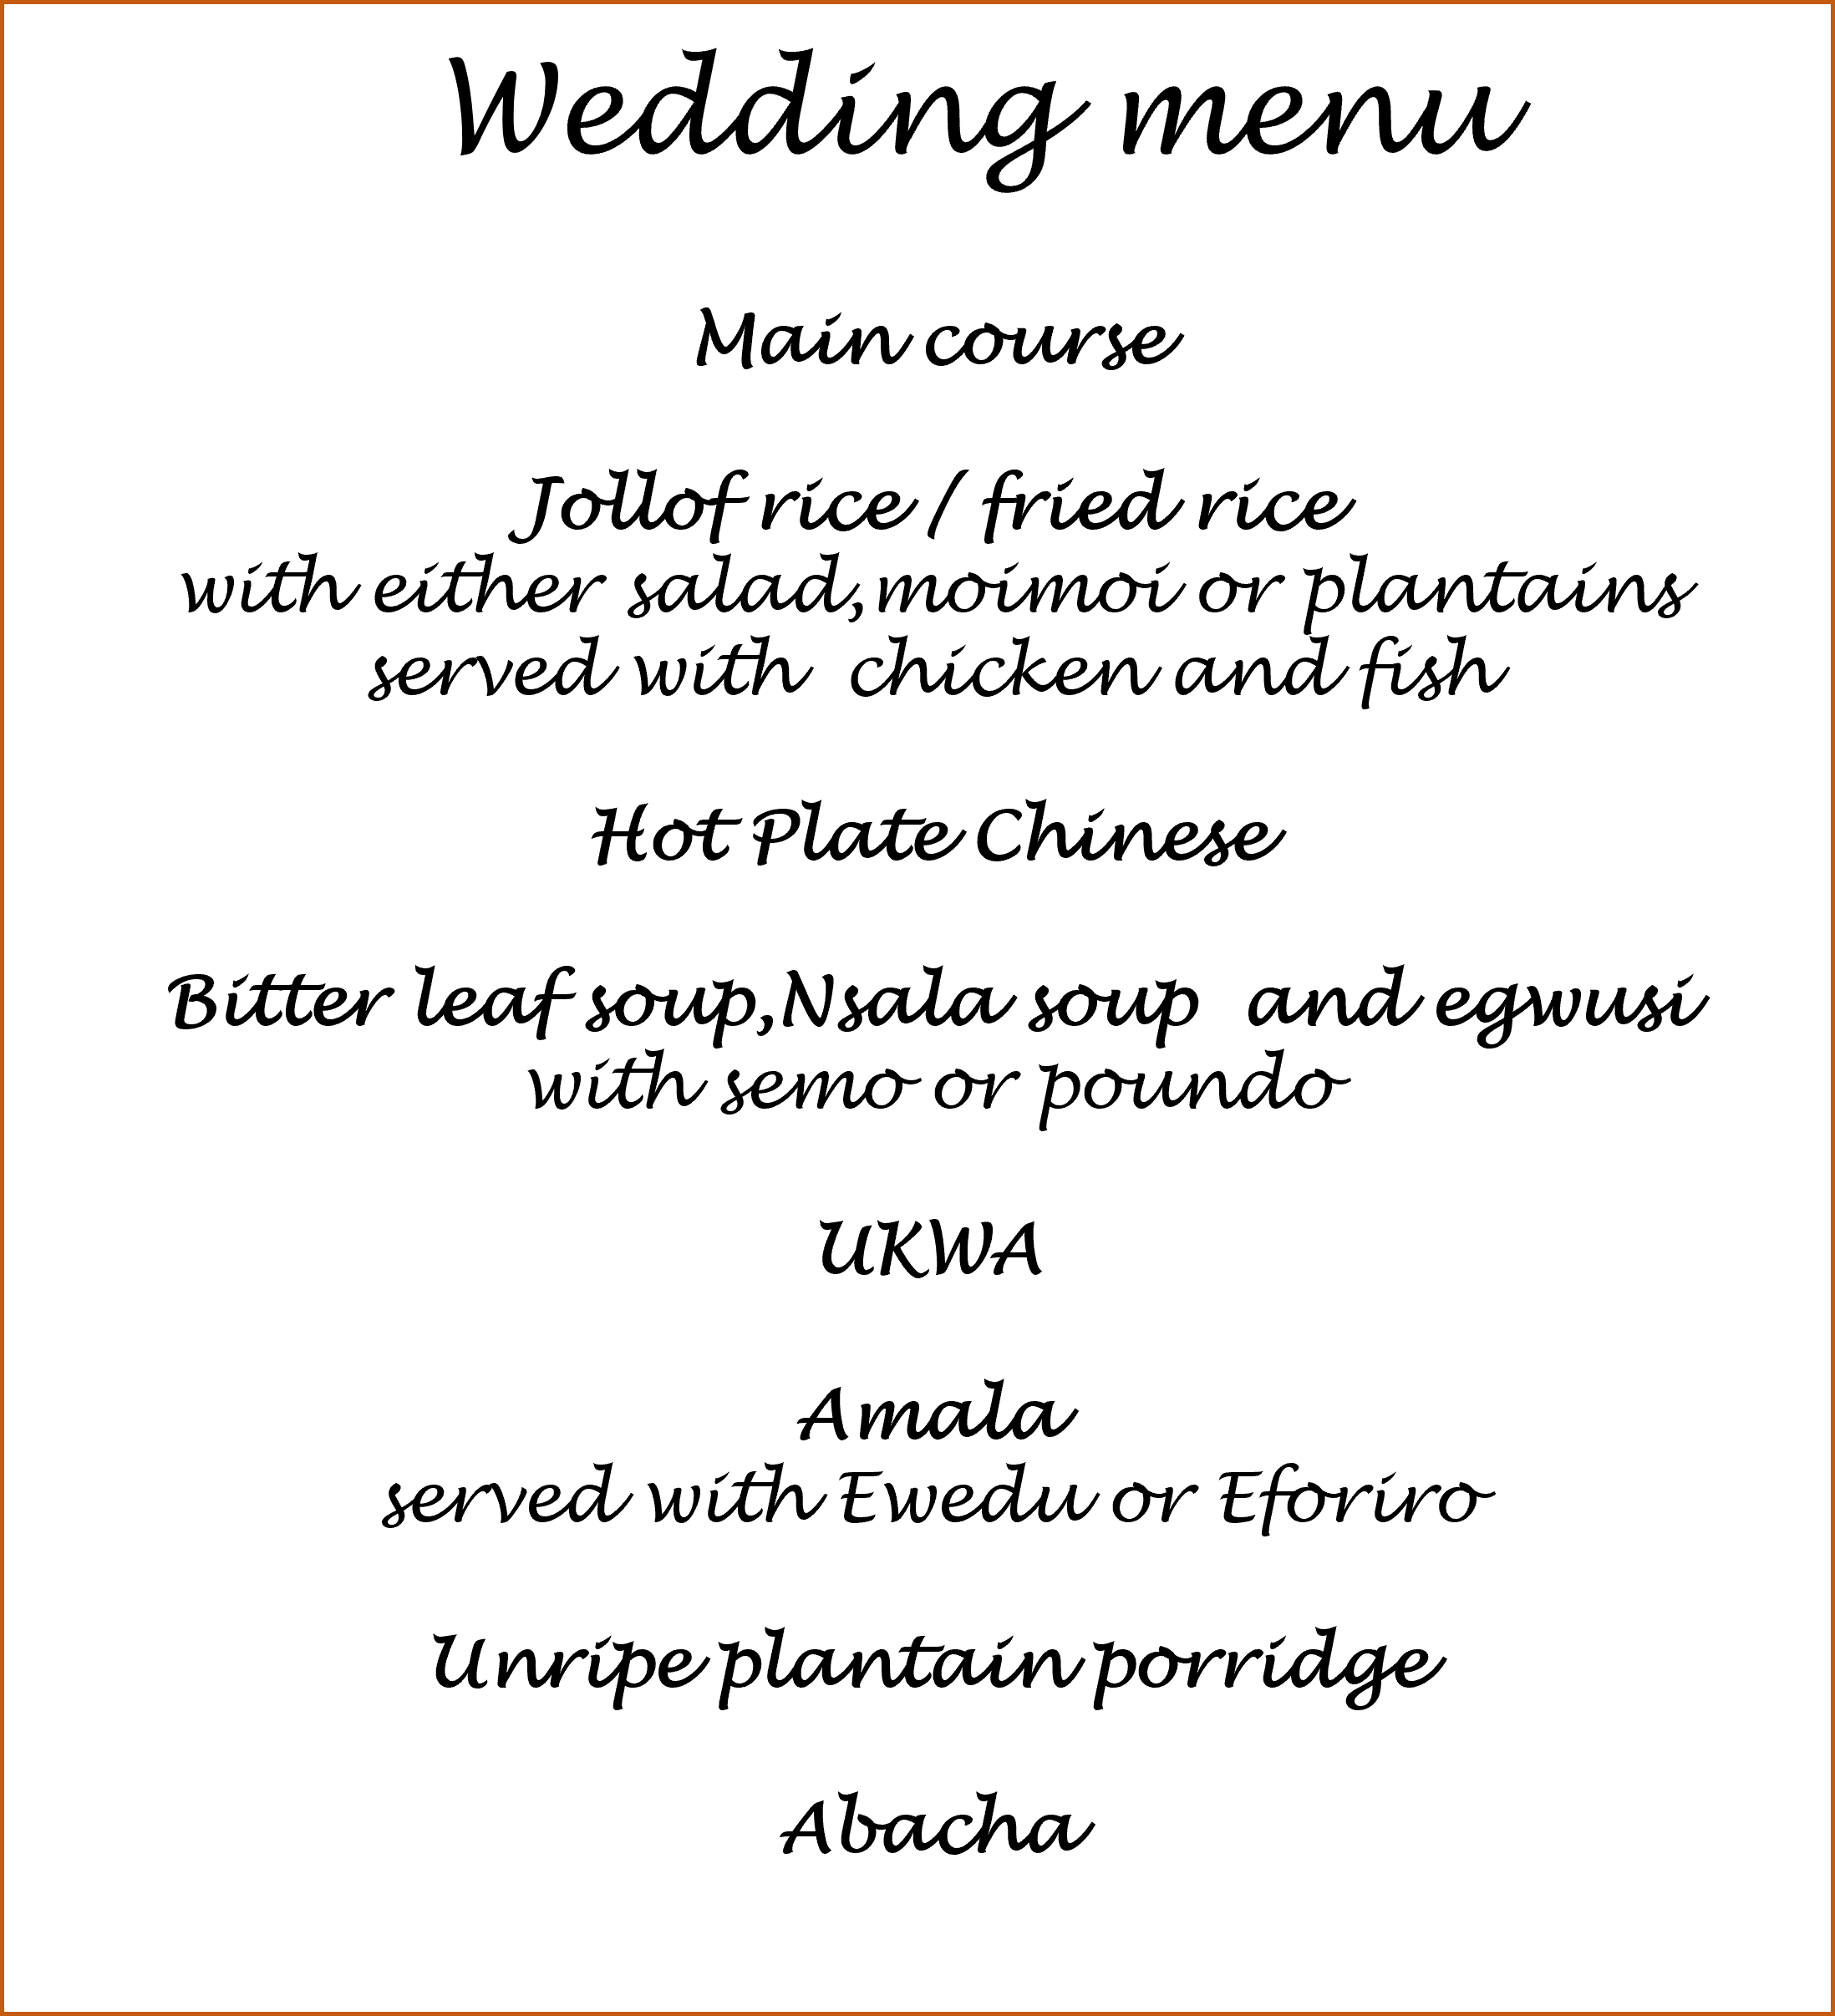 Wedding menu
Main course
Jollof rice / fried rice
with either salad, moimoi or plantains
served with chicken and fish
Hot Plate Chinese
Bitter leaf soup,Nsala soup and egwusi
with semo or poundo
UKWA
Amala
served with Ewedu or Eforiro
Unripe plantain porridge
Abacha